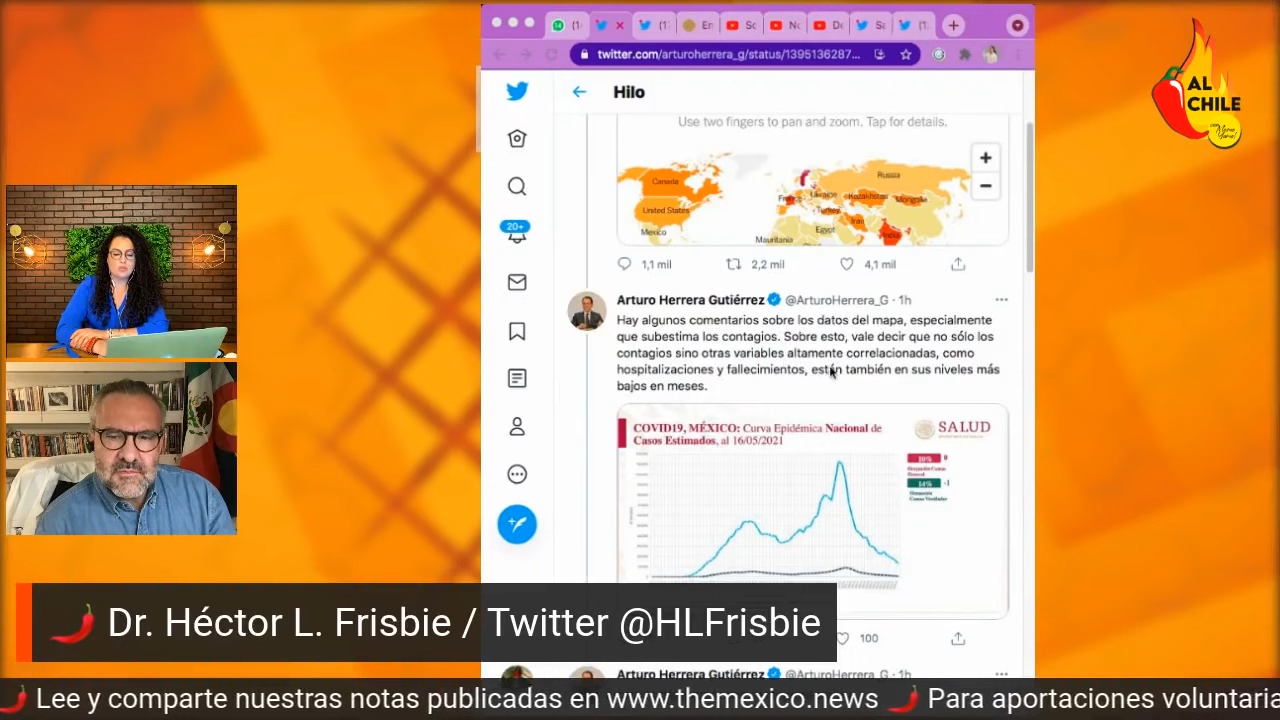 twitter.com/arturoherrera_g/status/1395136287...
AL
CHILE
Hilo
Use two fingers to pan and zoom. Tap for details.
Canada
Russia
Ukraine
Kazakhstan
Mongolia
United States
Turkey
Iran
Mexico
Egypt
Mauritania
20+
1,1 mil
2,2 mil
4,1 mil
Arturo Herrera Gutiérrez @ArturoHerrera_G · 1h
Hay algunos comentarios sobre los datos del mapa, especialmente
que subestima los contagios. Sobre esto, vale decir que no sólo los
contagios sino otras variables altamente correlacionadas, como
hospitalizaciones y fallecimientos, están también en sus niveles más
bajos en meses.
COVID19, MÉXICO: Curva Epidémica Nacional de
Casos Estimados, al 16/05/2021
SALUD
10% 0
14% -1
100
Arturo Herrera Gutiérrez @ArturoHerrera_G · 1h
Dr. Héctor L. Frisbie / Twitter @HLFrisbie
Lee y comparte nuestras notas publicadas en www.themexico.news Para aportaciones voluntaria